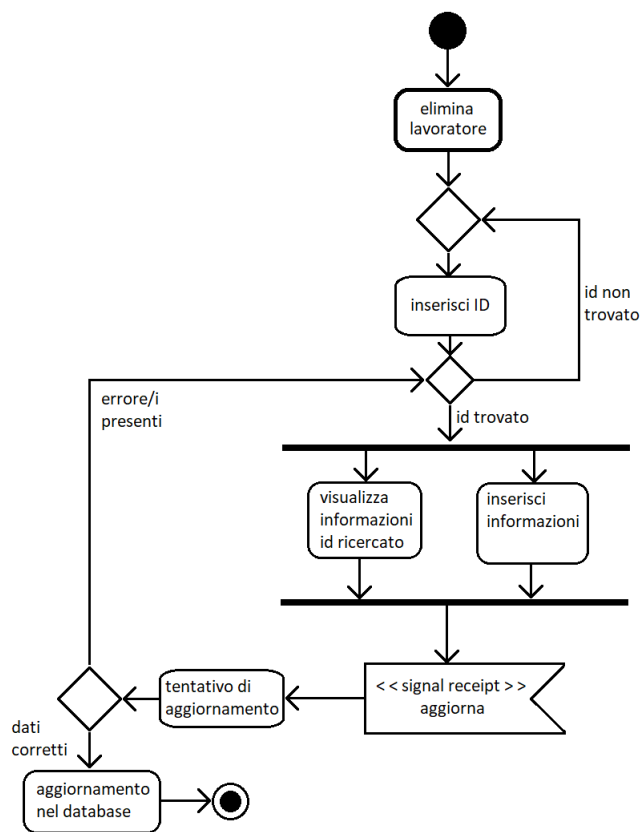 elimina
lavoratore
inserisci ID
id non
trovato
errore/i
presenti
id trovato
visualizza
informazioni
id ricercato
inserisci
informazioni
< < signal receipt > >
aggiorna
tentativo di
aggiornamento
dati
corretti
aggiornamento
nel database